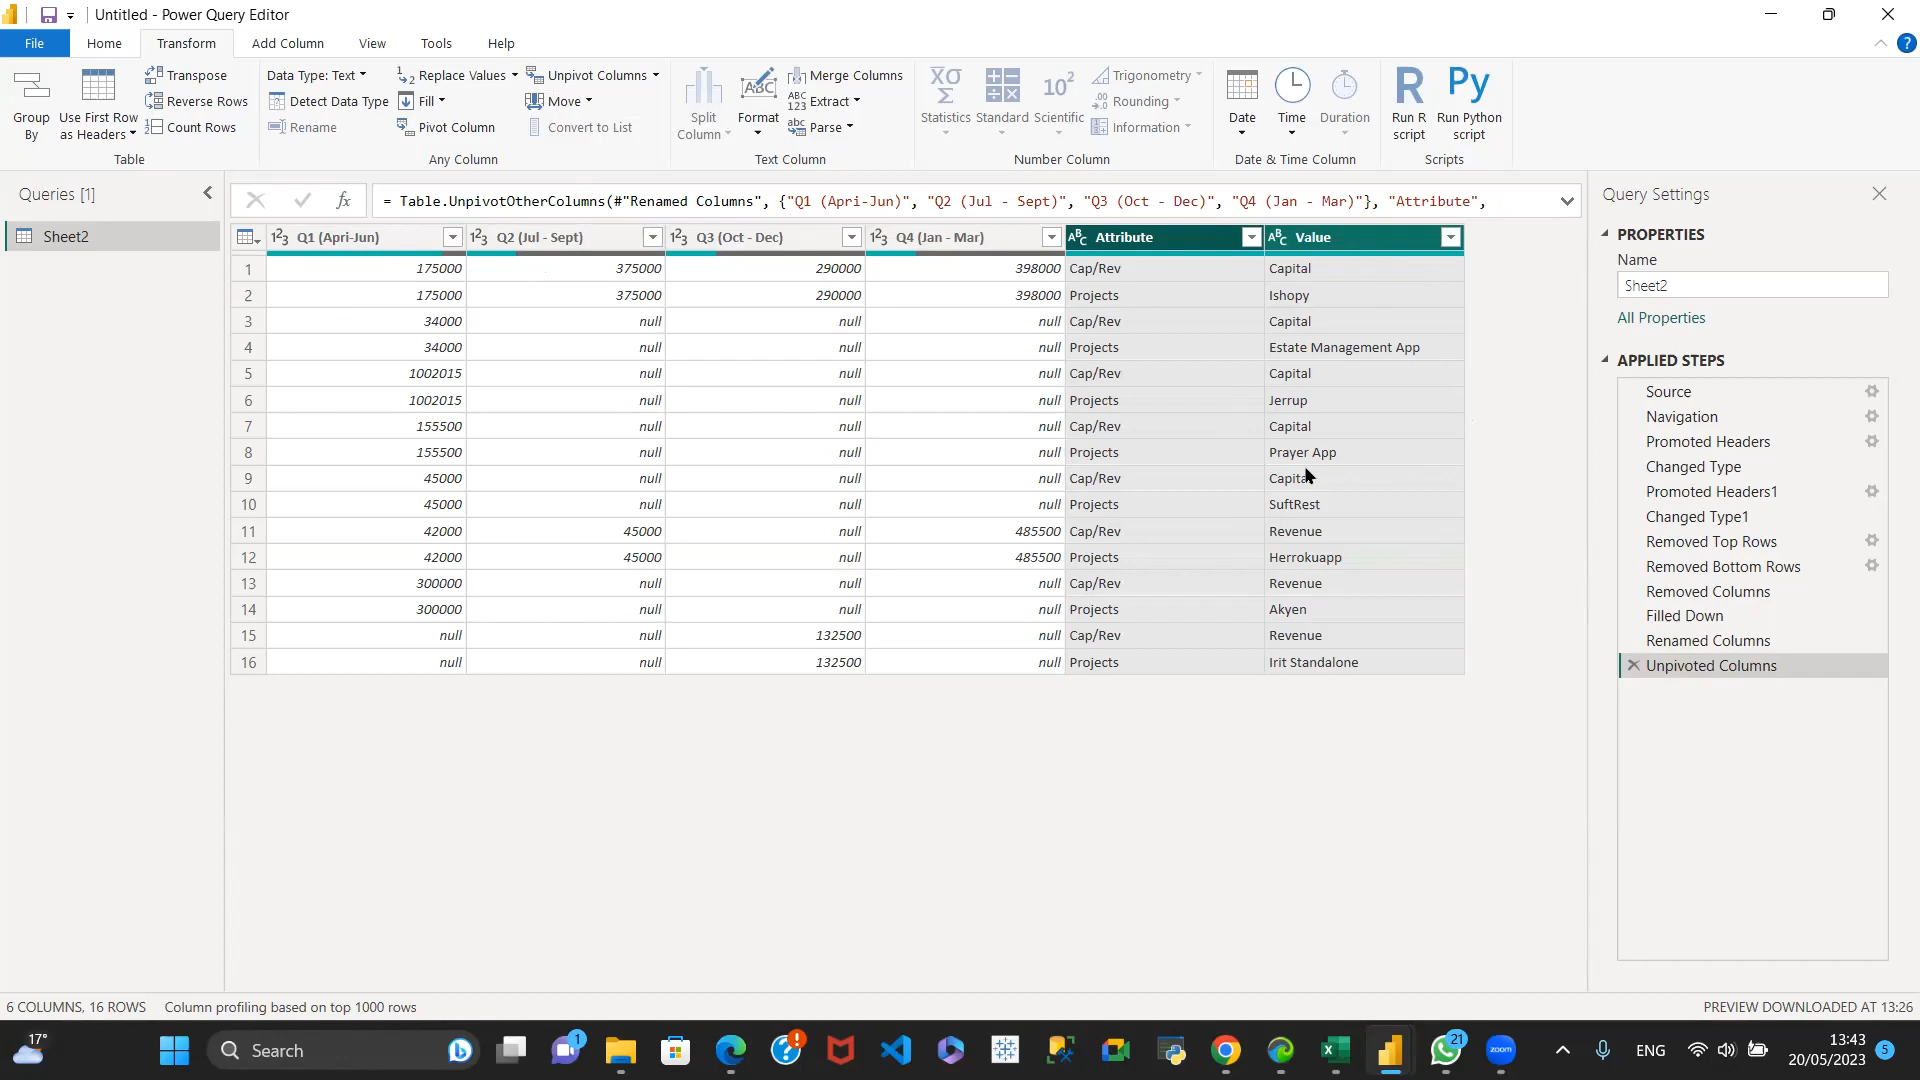 Untitled - Power Query Editor
File Home Transform Add Column View Tools Help
Group By
Use First Row as Headers
Transpose
Reverse Rows
Count Rows
Table
Data Type: Text
Detect Data Type
Rename
Replace Values
Fill
Pivot Column
Unpivot Columns
Move
Convert to List
Any Column
Split Column
Format
Merge Columns
Extract
Parse
Text Column
Statistics
Standard
Scientific
Trigonometry
Rounding
Information
Number Column
Date
Time
Duration
Date & Time Column
Run R script
Run Python script
Scripts
Queries [1]
Sheet2
= Table.UnpivotOtherColumns(#"Renamed Columns", {"Q1 (Apri-Jun)", "Q2 (Jul - Sept)", "Q3 (Oct - Dec)", "Q4 (Jan - Mar)"}, "Attribute",
Q1 (Apri-Jun) Q2 (Jul - Sept) Q3 (Oct - Dec) Q4 (Jan - Mar) Attribute Value
1 175000 375000 290000 398000 Cap/Rev Capital
2 175000 375000 290000 398000 Projects Ishopy
3 34000 null null null Cap/Rev Capital
4 34000 null null null Projects Estate Management App
5 1002015 null null null Cap/Rev Capital
6 1002015 null null null Projects Jerrup
7 155500 null null null Cap/Rev Capital
8 155500 null null null Projects Prayer App
9 45000 null null null Cap/Rev Capital
10 45000 null null null Projects SuftRest
11 42000 45000 null 485500 Cap/Rev Revenue
12 42000 45000 null 485500 Projects Herrokuapp
13 300000 null null null Cap/Rev Revenue
14 300000 null null null Projects Akyen
15 null null 132500 null Cap/Rev Revenue
16 null null 132500 null Projects Irit Standalone
Query Settings
PROPERTIES
Name
Sheet2
All Properties
APPLIED STEPS
Source
Navigation
Promoted Headers
Changed Type
Promoted Headers1
Changed Type1
Removed Top Rows
Removed Bottom Rows
Removed Columns
Filled Down
Renamed Columns
Unpivoted Columns
6 COLUMNS, 16 ROWS Column profiling based on top 1000 rows
PREVIEW DOWNLOADED AT 13:26
17°
Search
1
21
zoom
ENG
13:43
20/05/2023
5